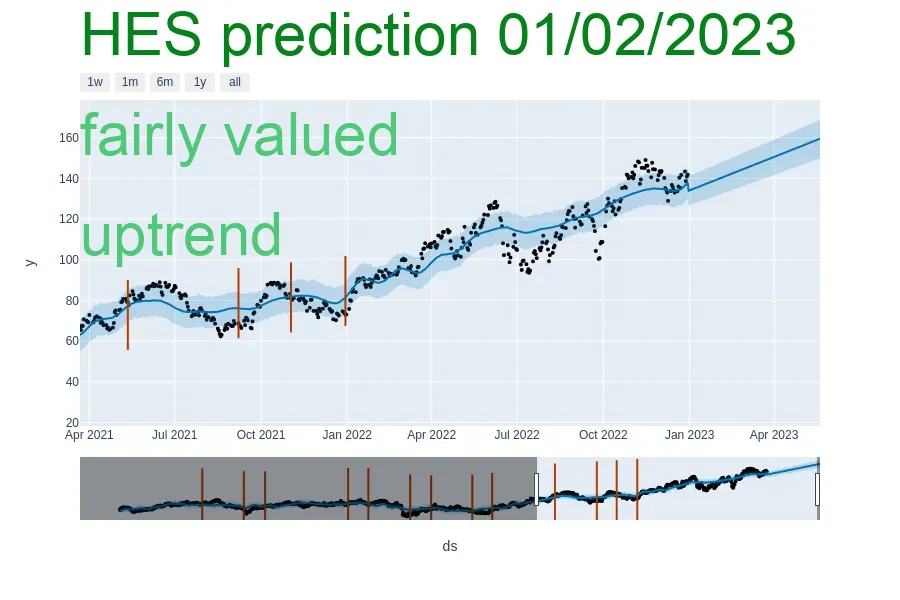 HES prediction 01/02/2023
1w 1m 6m 1y all
fairly valued
uptrend
160
140
120
100
80
60
40
20
y
Apr 2021 Jul 2021 Oct 2021 Jan 2022 Apr 2022 Jul 2022 Oct 2022 Jan 2023 Apr 2023
ds